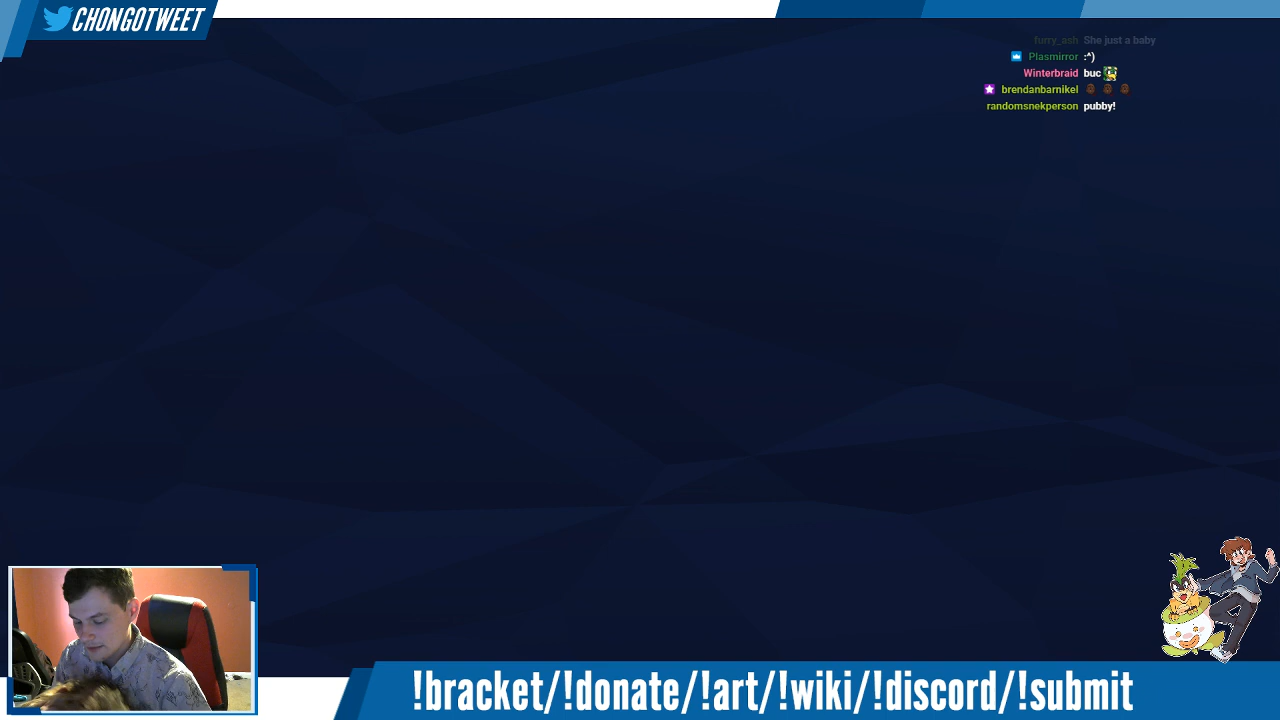 CHONGOTWEET
furry_ash She just a baby
Plasmirror :^)
Winterbraid buc
brendanbarnikel
randomsnekperson pubby!
!bracket/!donate/!art/!wiki/!discord/!submit